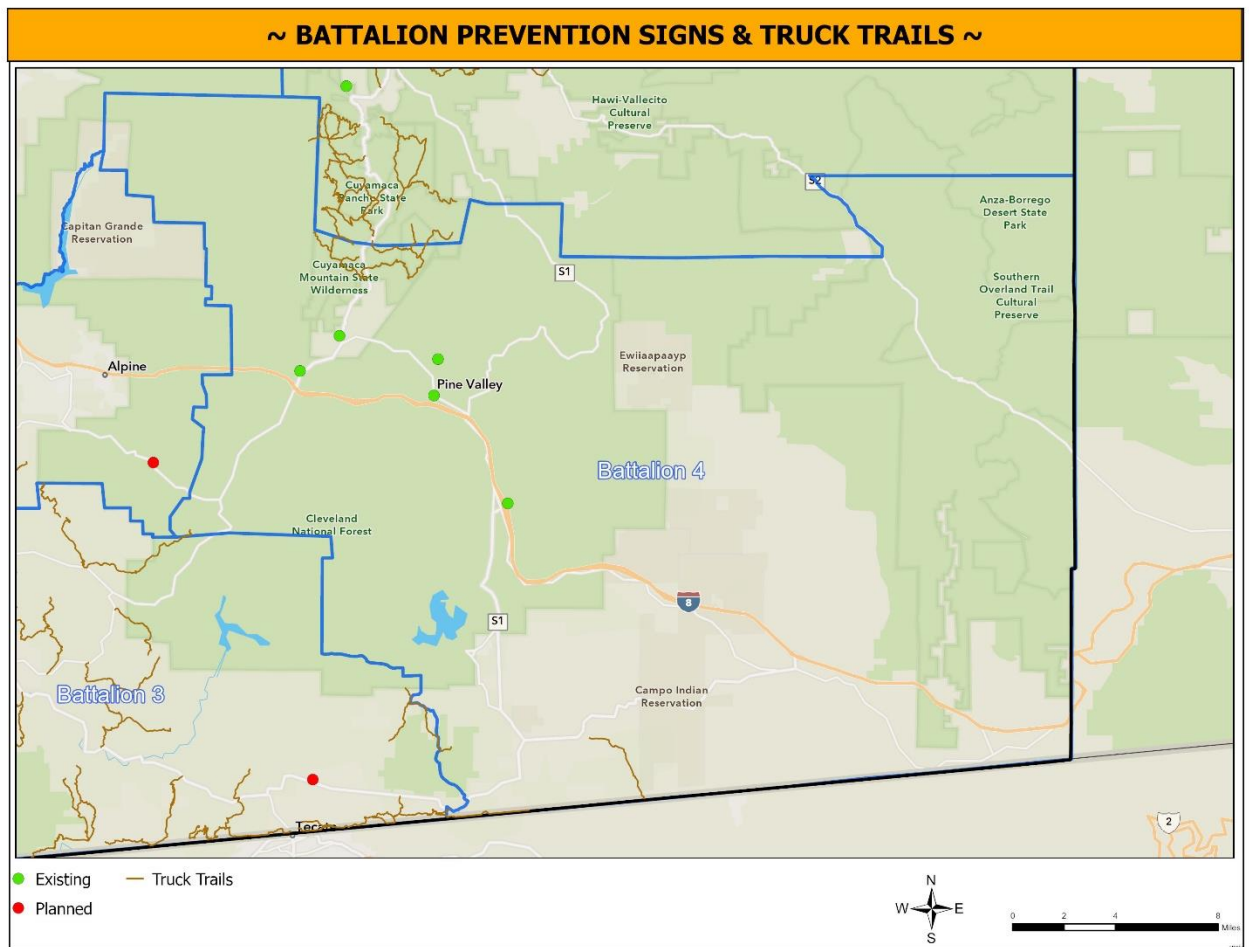 ~ BATTALION PREVENTION SIGNS & TRUCK TRAILS ~
Hawi-Vallecito
Cultural
Preserve
S2
Cuyamaca
Rancho State
Park
Anza-Borrego
Desert State
Park
Capitan Grande
Reservation
Cuyamaca
Mountain State
Wilderness
S1
Southern
Overland Trail
Cultural
Preserve
Alpine
Ewiiaapaayp
Reservation
Pine Valley
Battalion 4
Cleveland
National Forest
8
S1
Battalion 3
Campo Indian
Reservation
Tecate
2
Existing
Truck Trails
Planned
N
W
E
S
0 2 4 8
Miles